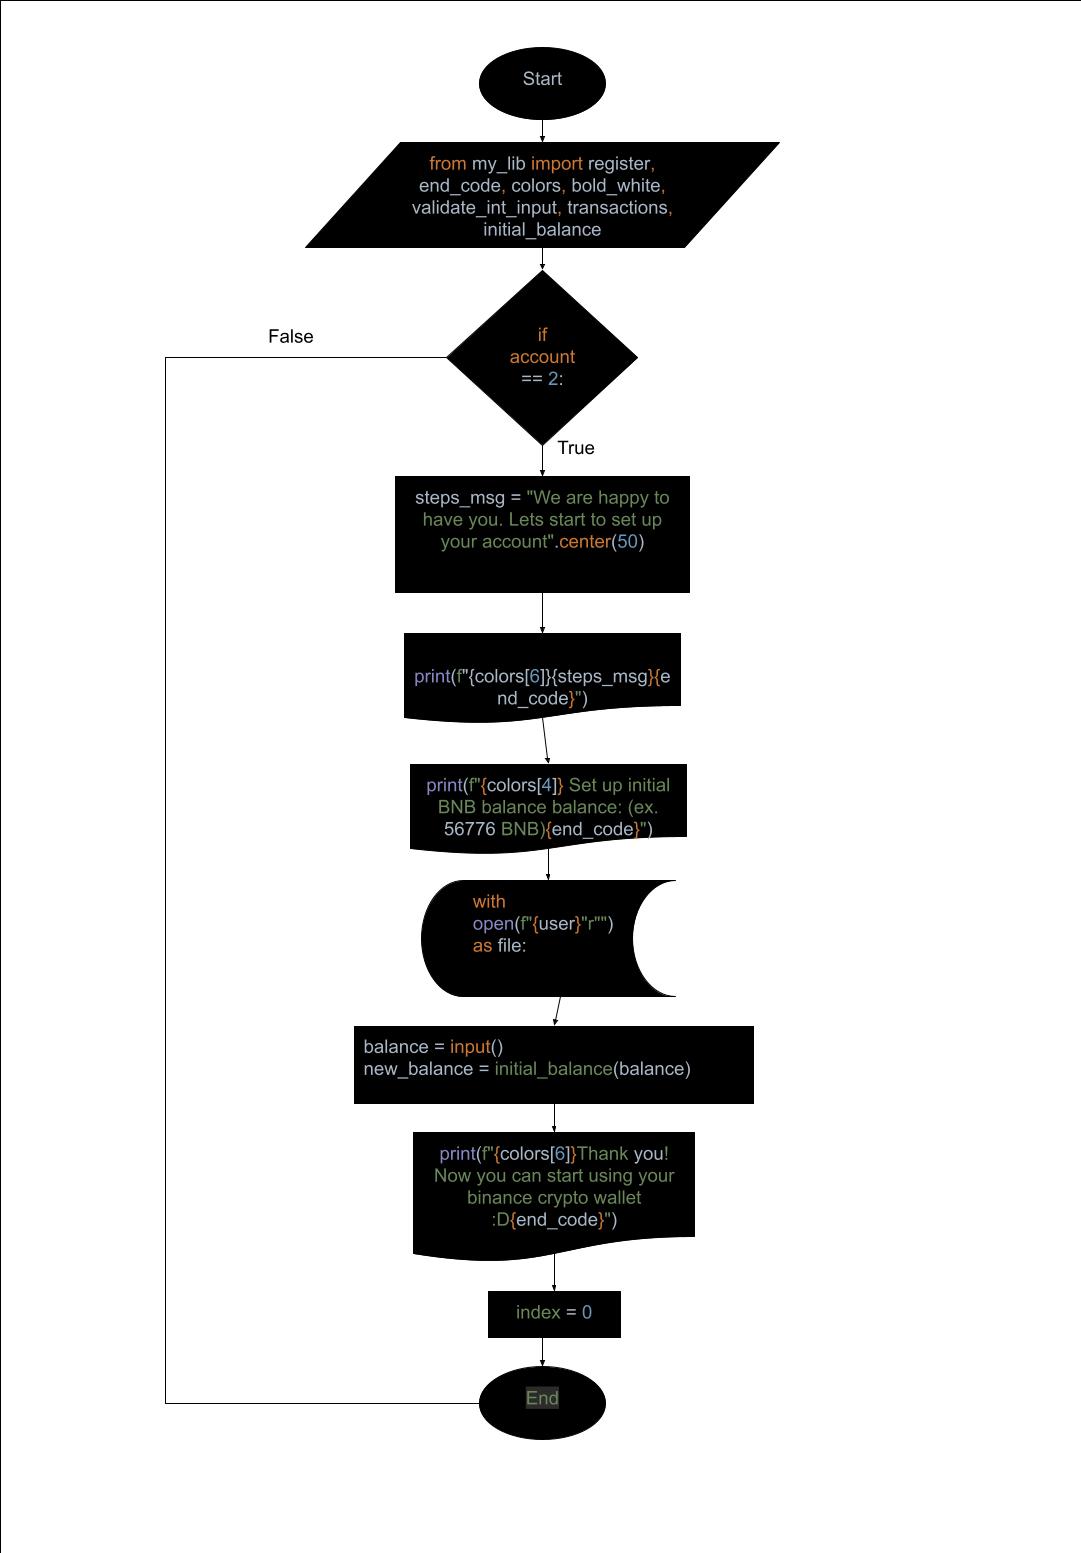 Start
from my_lib import register,
end_code, colors, bold_white,
validate_int_input, transactions,
initial_balance
False
if
account
== 2:
True
steps_msg = "We are happy to
have you. Lets start to set up
your account".center(50)
print(f"{colors[6]}{steps_msg}{e
nd_code}")
print(f"{colors[4]} Set up initial
BNB balance balance: (ex.
56776 BNB){end_code}")
with
open(f"{user}"r"")
as file:
balance = input()
new_balance = initial_balance(balance)
print(f"{colors[6]}Thank you!
Now you can start using your
binance crypto wallet
:D{end_code}")
index = 0
End